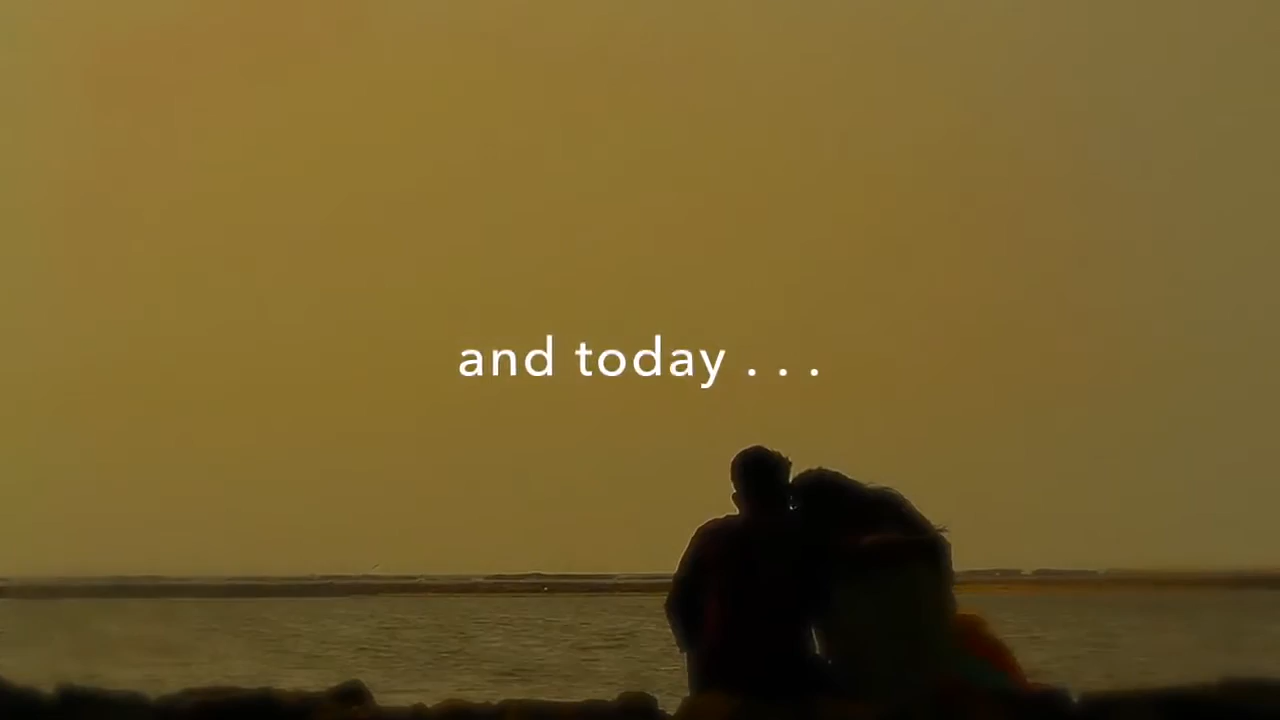 and today . . .